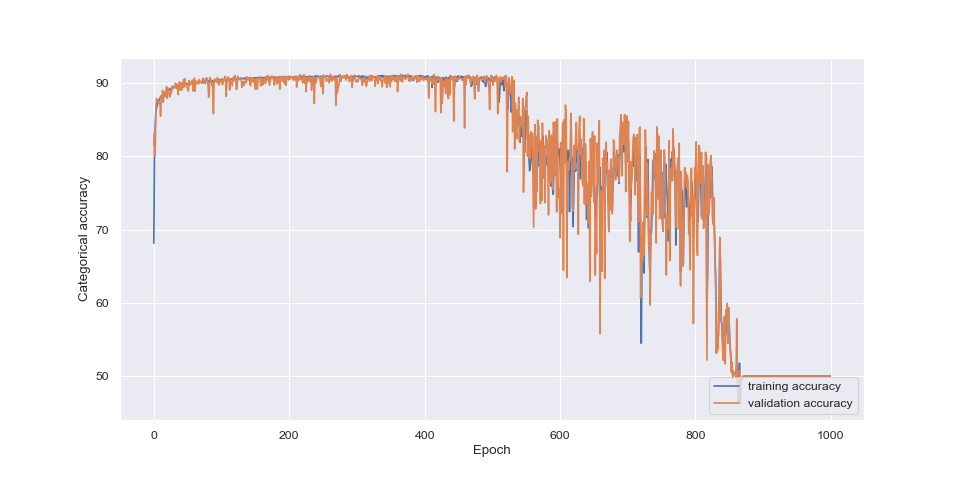 90
80
70
60
50
Categorical accuracy
training accuracy
validation accuracy
0 200 400 600 800 1000
Epoch